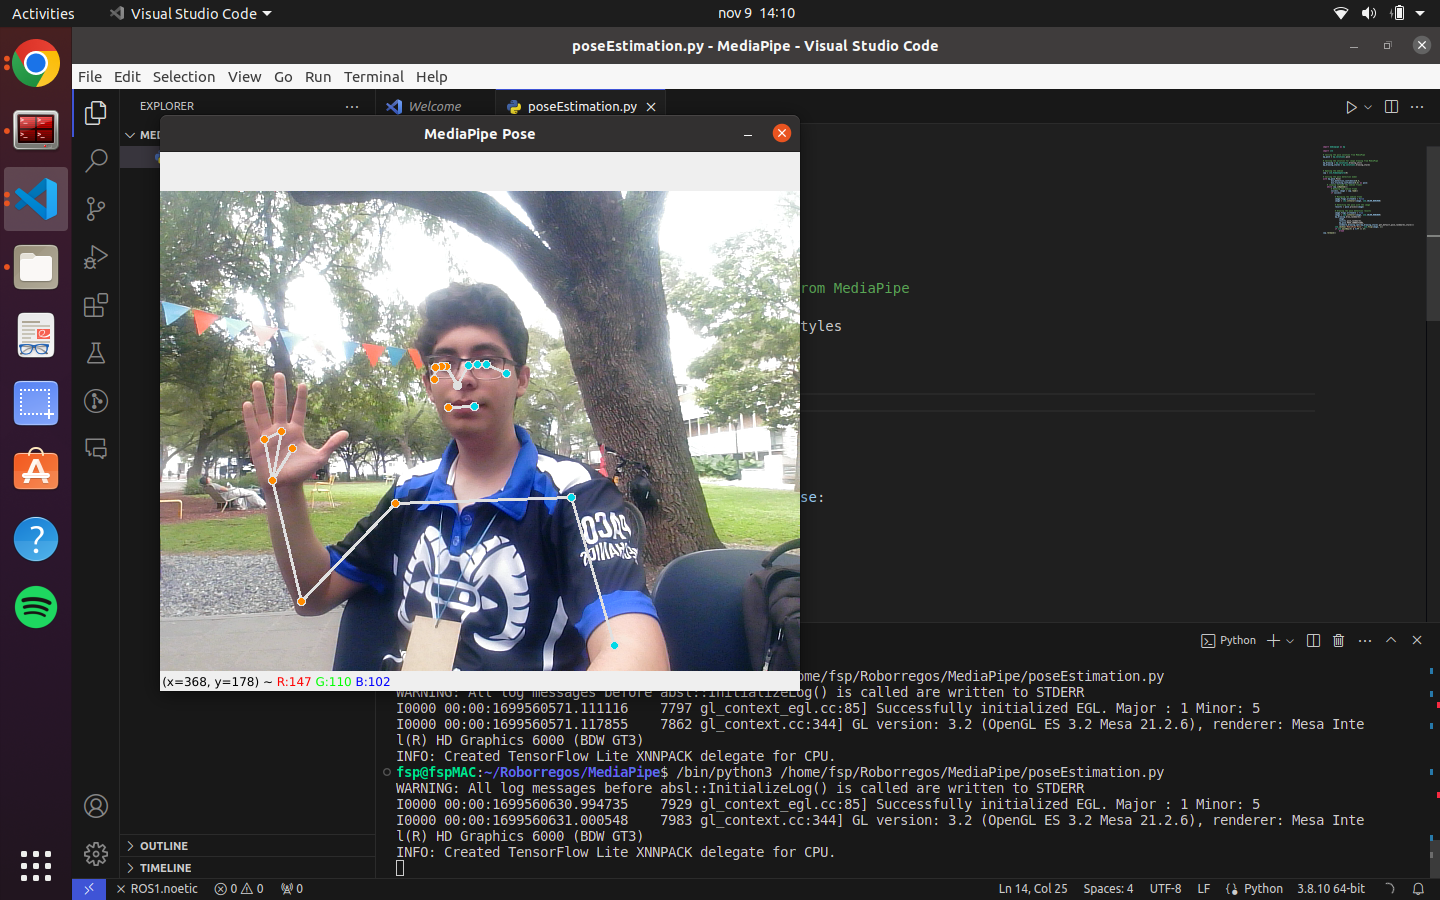 Activities
Visual Studio Code
nov 9 14:10
poseEstimation.py - MediaPipe - Visual Studio Code
File Edit Selection View Go Run Terminal Help
EXPLORER
Welcome
poseEstimation.py
MED
MediaPipe Pose
rom MediaPipe
tyles
se:
(x=368, y=178) ~ R:147 G:110 B:102
Python
/home/fsp/Roborregos/MediaPipe/poseEstimation.py
WARNING: All log messages before absl::InitializeLog() is called are written to STDERR
I0000 00:00:1699560571.111116 7797 gl_context_egl.cc:85] Successfully initialized EGL. Major : 1 Minor: 5
I0000 00:00:1699560571.117855 7862 gl_context.cc:344] GL version: 3.2 (OpenGL ES 3.2 Mesa 21.2.6), renderer: Mesa Inte
l(R) HD Graphics 6000 (BDW GT3)
INFO: Created TensorFlow Lite XNNPACK delegate for CPU.
fsp@fspMAC:~/Roborregos/MediaPipe$ /bin/python3 /home/fsp/Roborregos/MediaPipe/poseEstimation.py
WARNING: All log messages before absl::InitializeLog() is called are written to STDERR
I0000 00:00:1699560630.994735 7929 gl_context_egl.cc:85] Successfully initialized EGL. Major : 1 Minor: 5
I0000 00:00:1699560631.000548 7983 gl_context.cc:344] GL version: 3.2 (OpenGL ES 3.2 Mesa 21.2.6), renderer: Mesa Inte
l(R) HD Graphics 6000 (BDW GT3)
INFO: Created TensorFlow Lite XNNPACK delegate for CPU.
OUTLINE
TIMELINE
ROS1.noetic
0 0
0
Ln 14, Col 25
Spaces: 4
UTF-8
LF
Python
3.8.10 64-bit